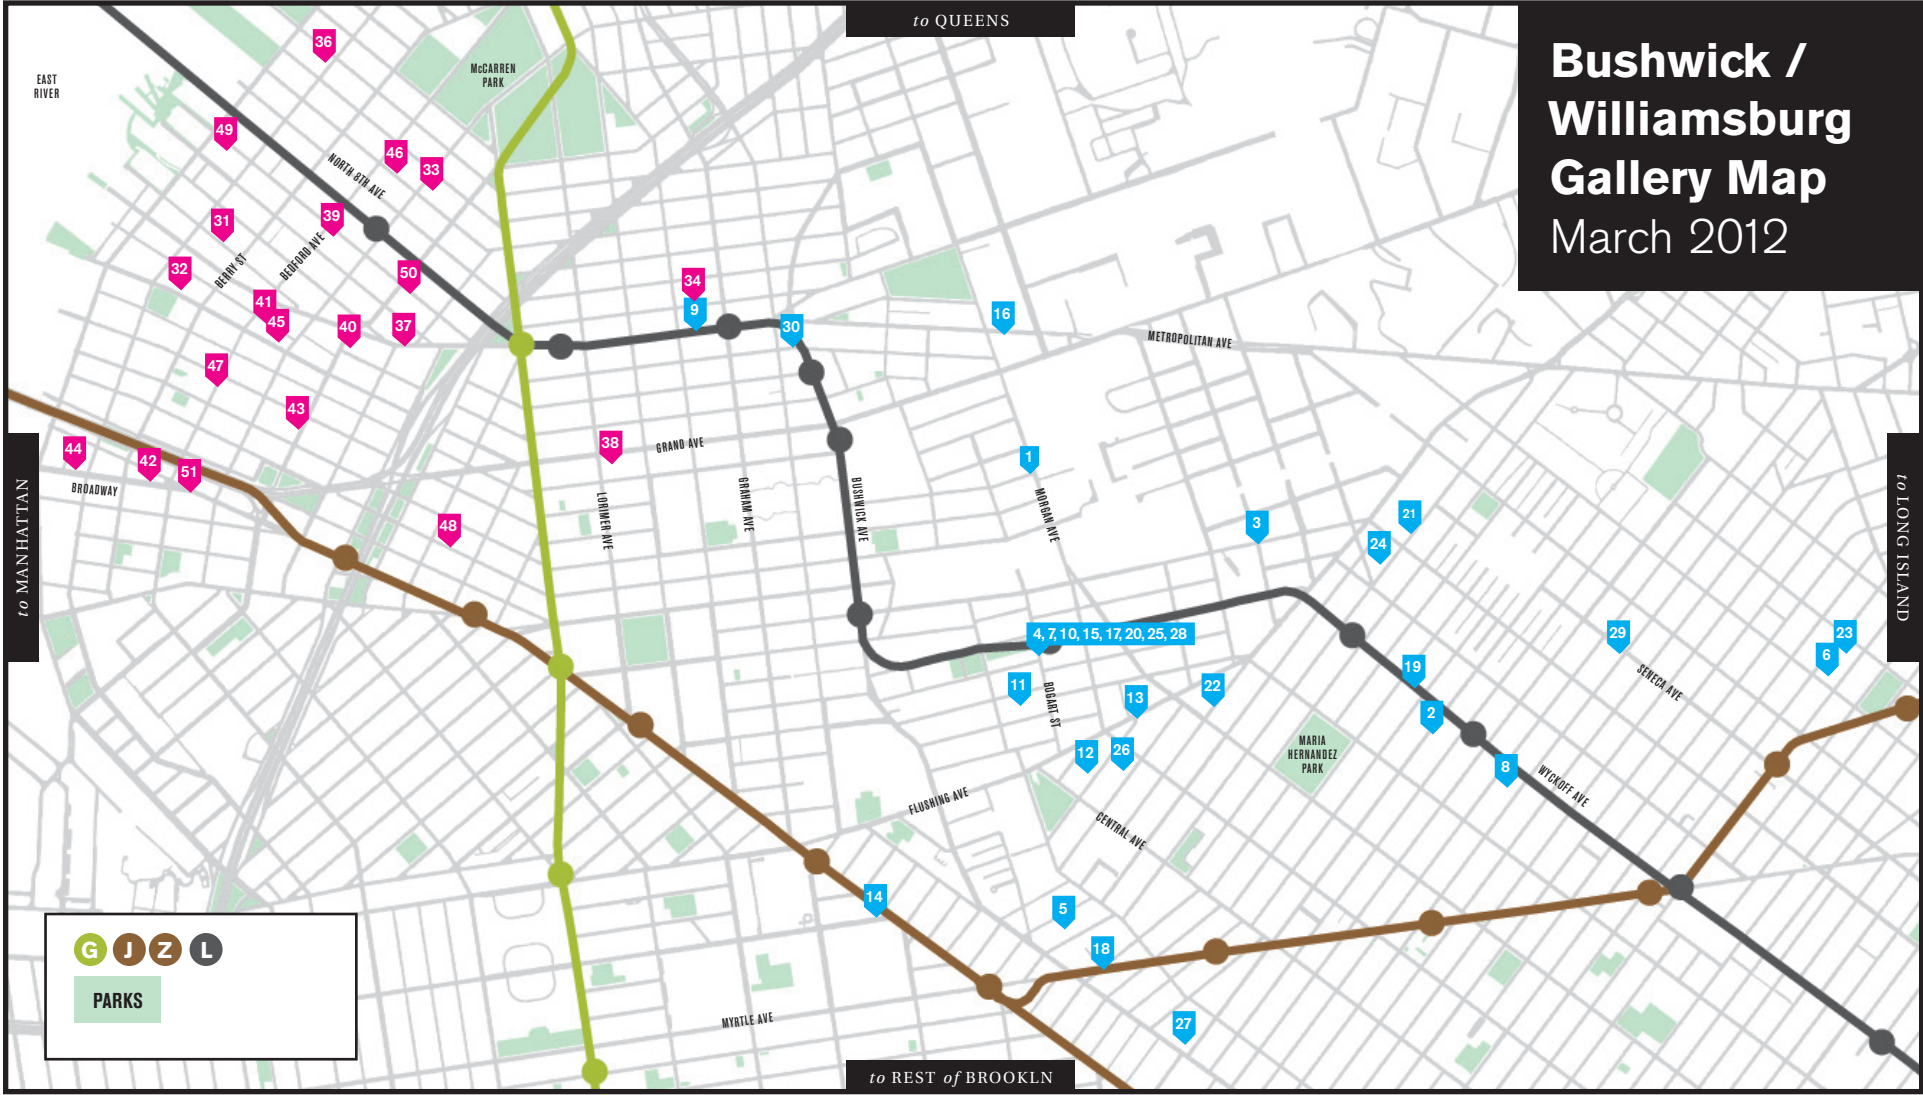 to QUEENS
Bushwick /
Williamsburg
Gallery Map
March 2012
EAST
RIVER
McCARREN
PARK
36
49
46
33
NORTH 8TH AVE
31
39
BERRY ST
BEDFORD AVE
32
50
41
45
40
37
34
9
30
16
METROPOLITAN AVE
47
43
44
42
51
BROADWAY
38
GRAND AVE
48
LORIMER AVE
GRAHAM AVE
BUSHWICK AVE
1
MORGAN AVE
3
21
24
to MANHATTAN
to LONG ISLAND
4, 7, 10, 15, 17, 20, 25, 28
29
23
6
19
SENECA AVE
11
BOGART ST
13
22
2
12
26
MARIA
HERNANDEZ
PARK
8
WYCKOFF AVE
FLUSHING AVE
CENTRAL AVE
14
5
18
27
MYRTLE AVE
G J Z L
PARKS
to REST of BROOKLN